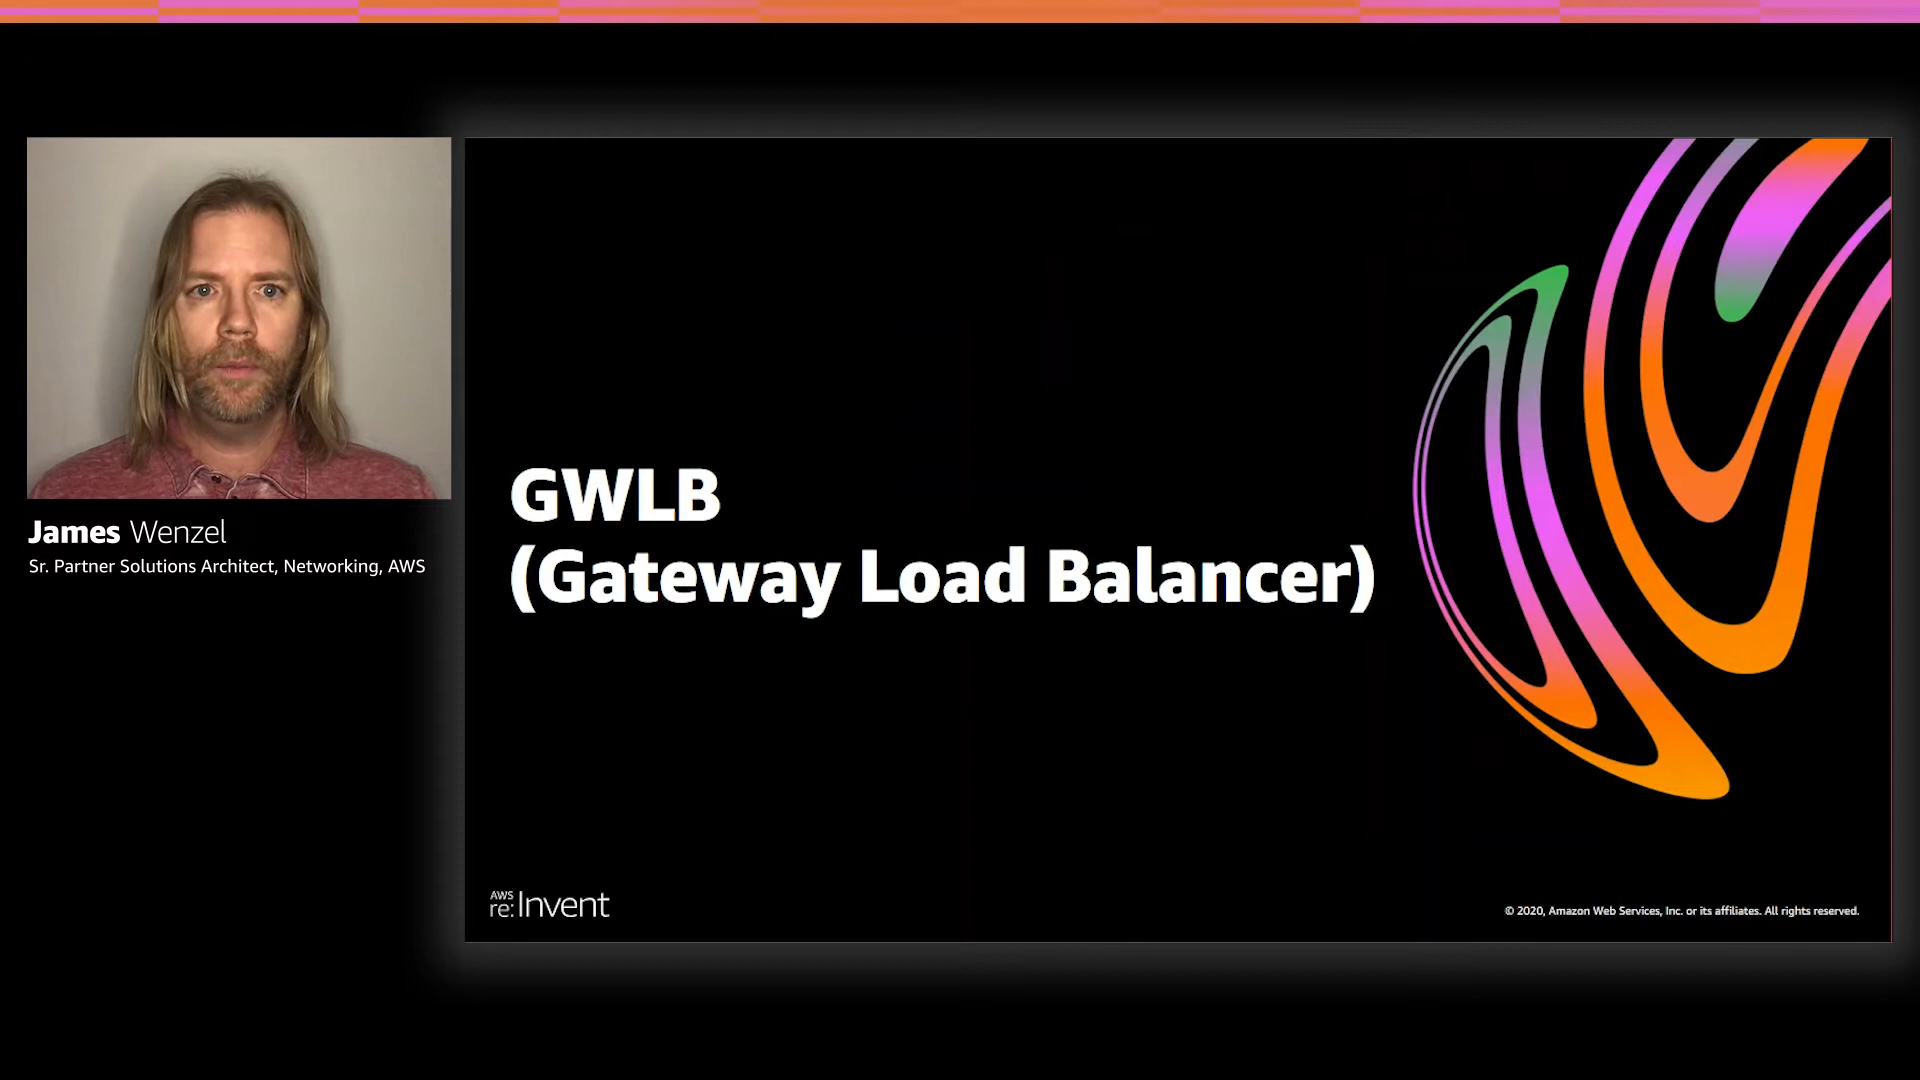 James Wenzel
Sr. Partner Solutions Architect, Networking, AWS
GWLB
(Gateway Load Balancer)
AWS
re:Invent
© 2020, Amazon Web Services, Inc. or its affiliates. All rights reserved.